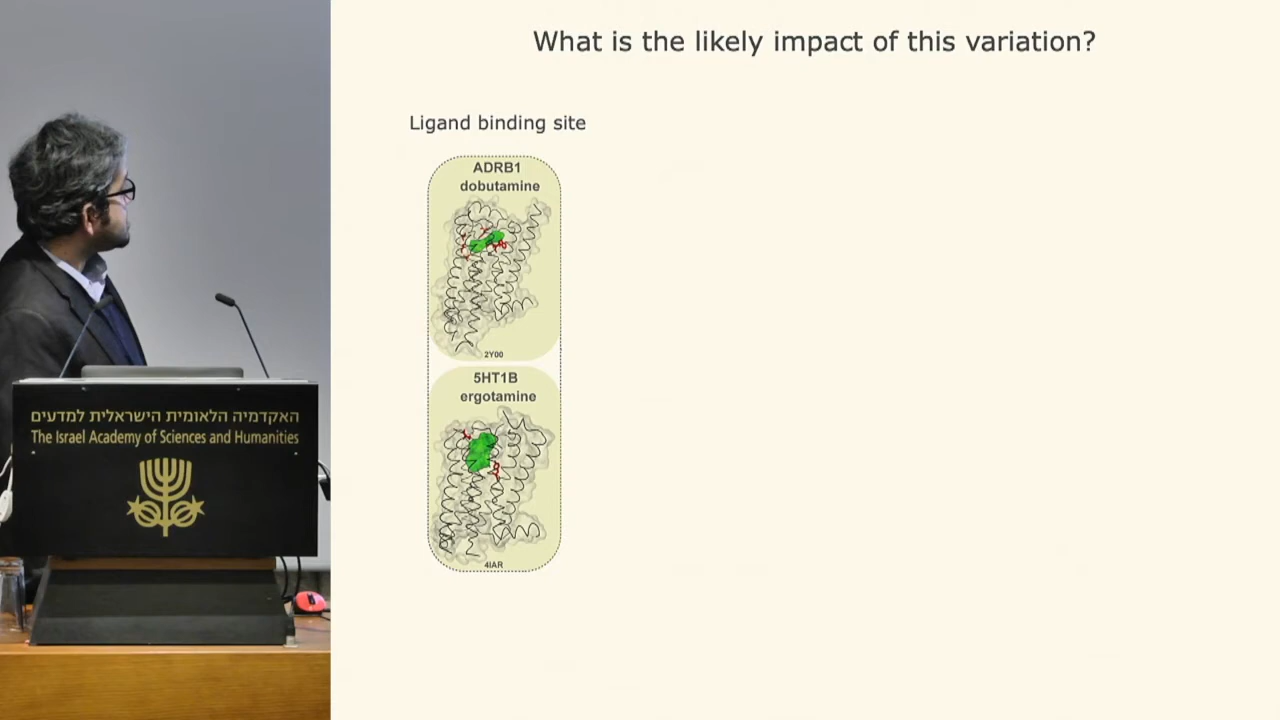 What is the likely impact of this variation?
Ligand binding site
ADRB1
dobutamine
2Y00
5HT1B
ergotamine
4IAR
האקדמיה הלאומית הישראלית למדעים
The Israel Academy of Sciences and Humanities